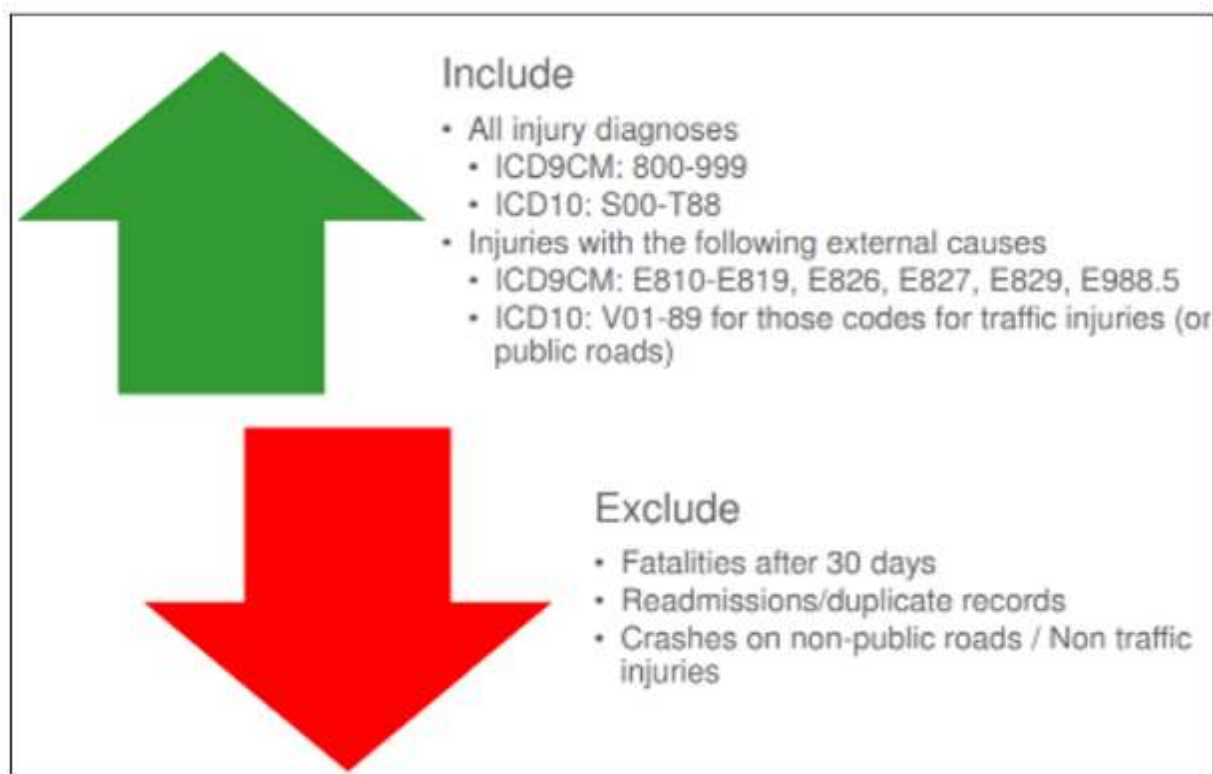 Include
• All injury diagnoses
• ICD9CM: 800-999
• ICD10: S00-T88
• Injuries with the following external causes
• ICD9CM: E810-E819, E826, E827, E829, E988.5
• ICD10: V01-89 for those codes for traffic injuries (or
public roads)
Exclude
• Fatalities after 30 days
• Readmissions/duplicate records
• Crashes on non-public roads / Non traffic
injuries